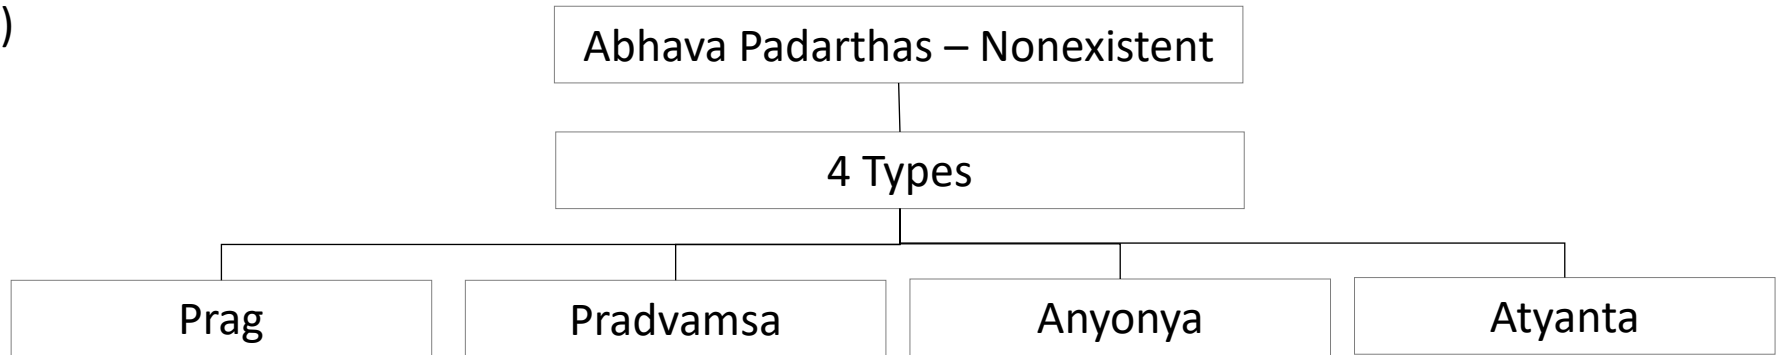 )
Abhava Padarthas – Nonexistent
4 Types
Prag
Pradvamsa
Anyonya
Atyanta